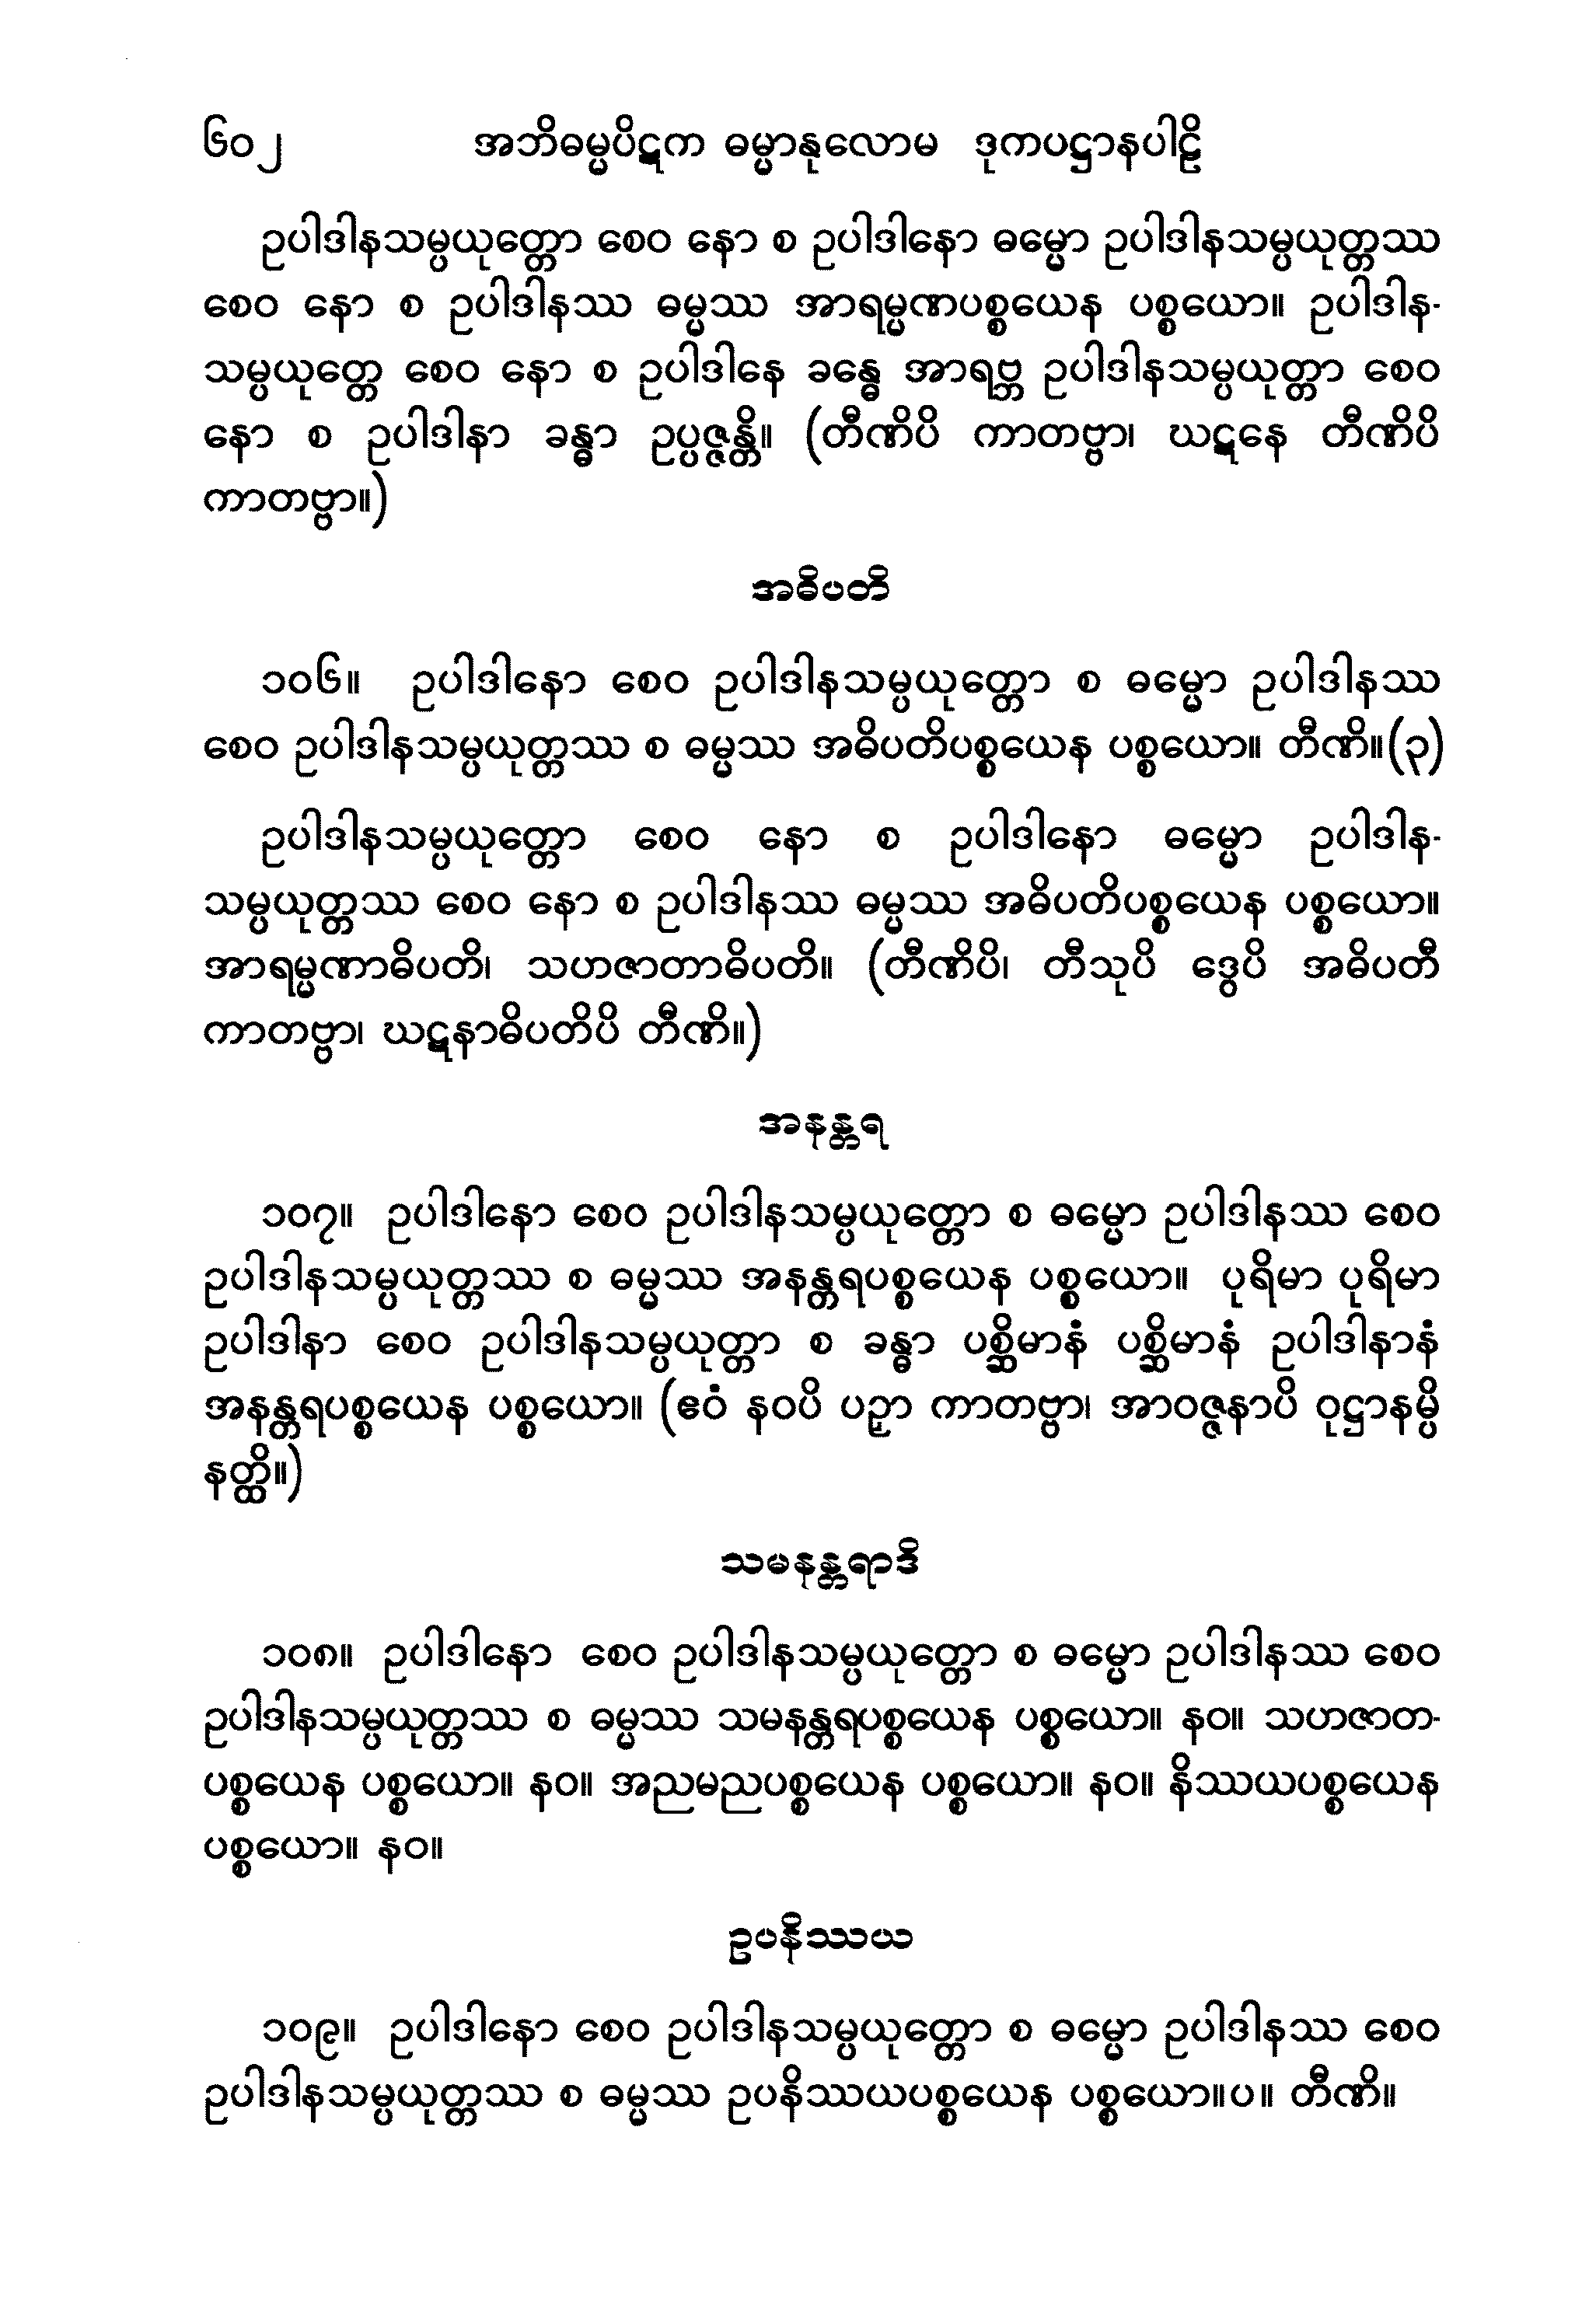 ၆၀၂ အဘိဓမ္မပိဋက ဓမ္မာနုလောမ ဒုကပဋ္ဌာနပါဠိ
ဥပါဒါနသမ္ပယုတ္တော စေဝ နော စ ဥပါဒါနော ဓမ္မော ဥပါဒါနသမ္ပယုတ္တဿ
စေဝ နော စ ဥပါဒါနဿ ဓမ္မဿ အာရမ္မဏပစ္စယေန ပစ္စယော။ ဥပါဒါန-
သမ္ပယုတ္တေ စေဝ နော စ ဥပါဒါနေ ခန္ဓေ အာရဗ္ဘ ဥပါဒါနသမ္ပယုတ္တာ စေဝ
နော စ ဥပါဒါနာ ခန္ဓာ ဥပ္ပဇ္ဇန္တိ။ (တီဏိပိ ကာတဗ္ဗာ၊ ဃဋနေ တီဏိပိ
ကာတဗ္ဗာ။)
အဓိပတိ
၁၀၆။ ဥပါဒါနော စေဝ ဥပါဒါနသမ္ပယုတ္တော စ ဓမ္မော ဥပါဒါနဿ
စေဝ ဥပါဒါနသမ္ပယုတ္တဿ စ ဓမ္မဿ အဓိပတိပစ္စယေန ပစ္စယော။ တီဏိ။(၃)
ဥပါဒါနသမ္ပယုတ္တော စေဝ နော စ ဥပါဒါနော ဓမ္မော ဥပါဒါန-
သမ္ပယုတ္တဿ စေဝ နော စ ဥပါဒါနဿ ဓမ္မဿ အဓိပတိပစ္စယေန ပစ္စယော။
အာရမ္မဏာဓိပတိ၊ သဟဇာတာဓိပတိ။ (တီဏိပိ၊ တီသုပိ ဒွေပိ အဓိပတီ
ကာတဗ္ဗာ၊ ဃဋနာဓိပတိပိ တီဏိ။)
အနန္တရ
၁၀၇။ ဥပါဒါနော စေဝ ဥပါဒါနသမ္ပယုတ္တော စ ဓမ္မော ဥပါဒါနဿ စေဝ
ဥပါဒါနသမ္ပယုတ္တဿ စ ဓမ္မဿ အနန္တရပစ္စယေန ပစ္စယော။ ပုရိမာ ပုရိမာ
ဥပါဒါနာ စေဝ ဥပါဒါနသမ္ပယုတ္တာ စ ခန္ဓာ ပစ္ဆိမာနံ ပစ္ဆိမာနံ ဥပါဒါနာနံ
အနန္တရပစ္စယေန ပစ္စယော။ (ဧဝံ နဝပိ ပဉှာ ကာတဗ္ဗာ၊ အာဝဇ္ဇနာပိ ဝုဋ္ဌာနမ္ပိ
နတ္ထိ။)
သမနန္တရာဒိ
၁၀၈။ ဥပါဒါနော စေဝ ဥပါဒါနသမ္ပယုတ္တော စ ဓမ္မော ဥပါဒါနဿ စေဝ
ဥပါဒါနသမ္ပယုတ္တဿ စ ဓမ္မဿ သမနန္တရပစ္စယေန ပစ္စယော။ နဝ။ သဟဇာတ-
ပစ္စယေန ပစ္စယော။ နဝ။ အညမညပစ္စယေန ပစ္စယော။ နဝ။ နိဿယပစ္စယေန
ပစ္စယော။ နဝ။
ဥပနိဿယ
၁၀၉။ ဥပါဒါနော စေဝ ဥပါဒါနသမ္ပယုတ္တော စ ဓမ္မော ဥပါဒါနဿ စေဝ
ဥပါဒါနသမ္ပယုတ္တဿ စ ဓမ္မဿ ဥပနိဿယပစ္စယေန ပစ္စယော။ပ။ တီဏိ။